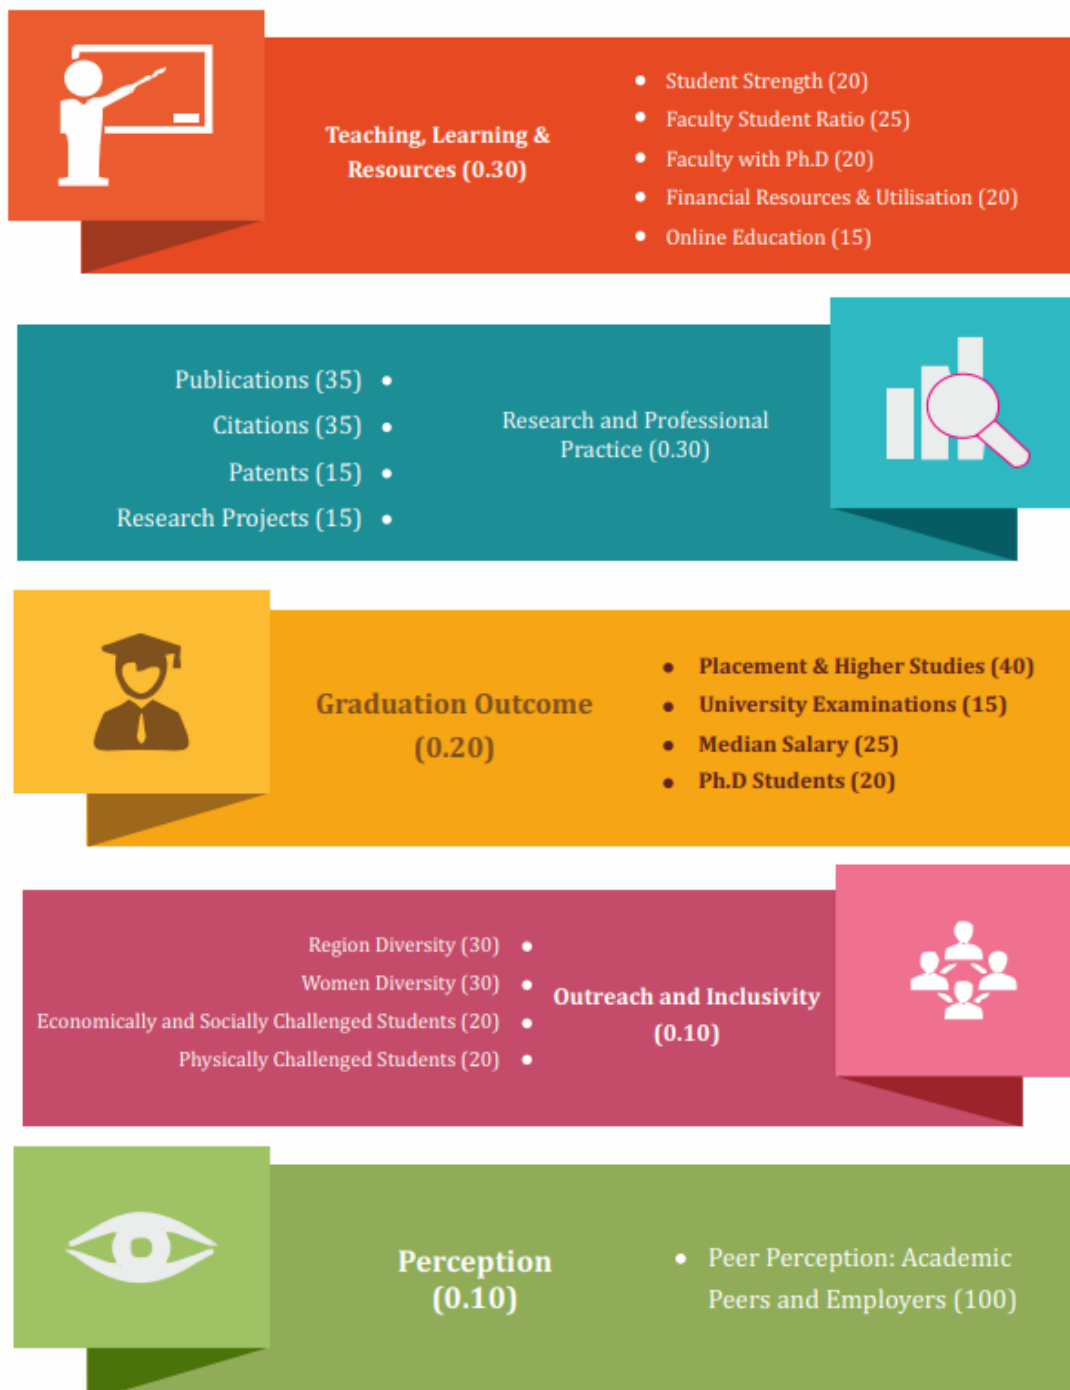 Teaching, Learning &
Resources (0.30)
Student Strength (20)
Faculty Student Ratio (25)
Faculty with Ph.D (20)
Financial Resources & Utilisation (20)
Online Education (15)
Publications (35)
Citations (35)
Patents (15)
Research Projects (15)
Research and Professional
Practice (0.30)
Graduation Outcome
(0.20)
Placement & Higher Studies (40)
University Examinations (15)
Median Salary (25)
Ph.D Students (20)
Region Diversity (30)
Women Diversity (30)
Economically and Socially Challenged Students (20)
Physically Challenged Students (20)
Outreach and Inclusivity
(0.10)
Perception
(0.10)
Peer Perception: Academic
Peers and Employers (100)